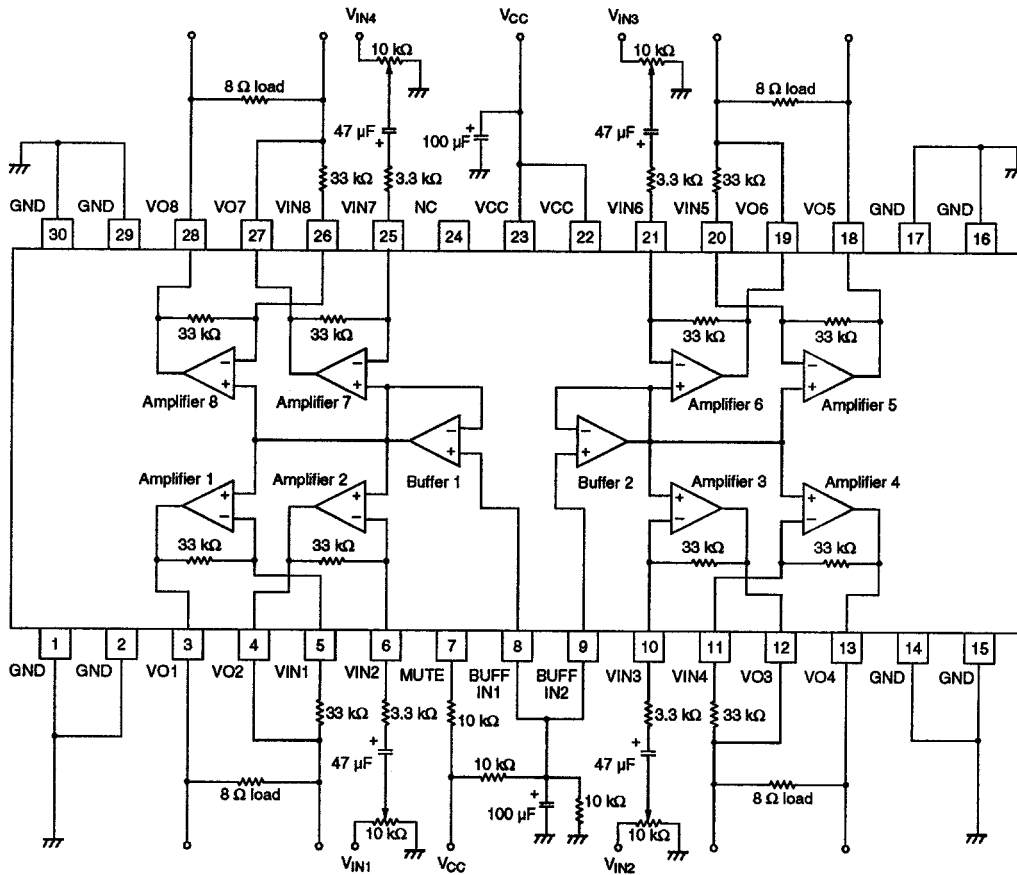 V_IN4 V_CC V_IN3
10 kΩ 10 kΩ
8 Ω load 8 Ω load
47 µF + 100 µF + 47 µF +
33 kΩ 3.3 kΩ 3.3 kΩ 33 kΩ
GND GND VO8 VO7 VIN8 VIN7 NC VCC VCC VIN6 VIN5 VO6 VO5 GND GND
30 29 28 27 26 25 24 23 22 21 20 19 18 17 16
33 kΩ 33 kΩ 33 kΩ 33 kΩ
− + − + − + − +
Amplifier 8 Amplifier 7 Amplifier 6 Amplifier 5
− + − +
Amplifier 1 Amplifier 2 Buffer 1 Buffer 2 Amplifier 3 Amplifier 4
+ − + − + − + −
33 kΩ 33 kΩ 33 kΩ 33 kΩ
1 2 3 4 5 6 7 8 9 10 11 12 13 14 15
GND GND VO1 VO2 VIN1 VIN2 MUTE BUFF IN1 BUFF IN2 VIN3 VIN4 VO3 VO4 GND GND
33 kΩ 3.3 kΩ 10 kΩ 3.3 kΩ 33 kΩ
47 µF + 10 kΩ 47 µF +
8 Ω load 100 µF + 10 kΩ 8 Ω load
10 kΩ 10 kΩ
V_IN1 V_CC V_IN2